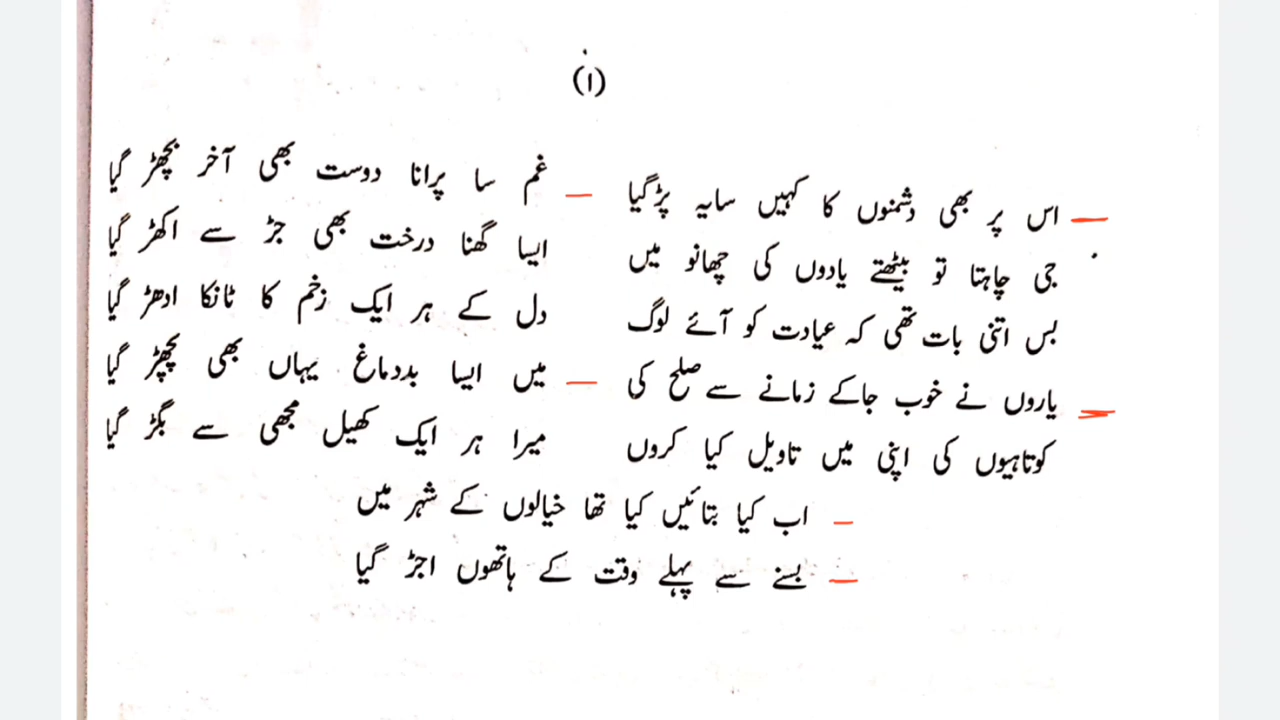 (۱)
اس پر بھی دشمنوں کا کہیں سایہ پڑ گیا
غم سا پرانا دوست بھی آخر بچھڑ گیا
جی چاہتا تو بیٹھتے یادوں کی چھانو میں
ایسا گھنا درخت بھی جڑ سے اکھڑ گیا
بس اتنی بات تھی کہ عیادت کو آئے لوگ
دل کے ہر ایک زخم کا ٹانکا ادھڑ گیا
یاروں نے خوب جاکے زمانے سے صلح کی
میں ایسا بددماغ یہاں بھی پچھڑ گیا
کوتاہیوں کی اپنی میں تاویل کیا کروں
میرا ہر ایک کھیل مجھی سے بگڑ گیا
اب کیا بتائیں کیا تھا خیالوں کے شہر میں
بسنے سے پہلے وقت کے ہاتھوں اجڑ گیا